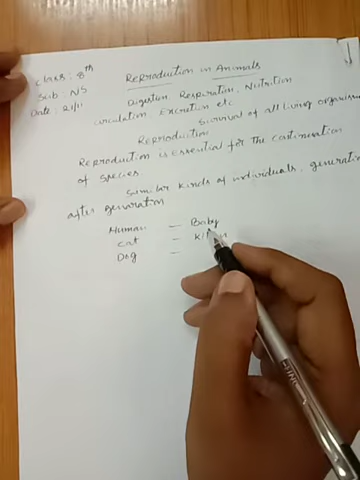 Class: 8th
Sub: NS
Date: 21/11
Reproduction in Animals
Digestion, Respiration, Nutrition
Circulation Excretion etc
Survival of all living organisms
Reproduction
Reproduction is essential for the continuation
of species
Similar kinds of individuals, generation
after generation
Human — Baby
Cat -
Dog -